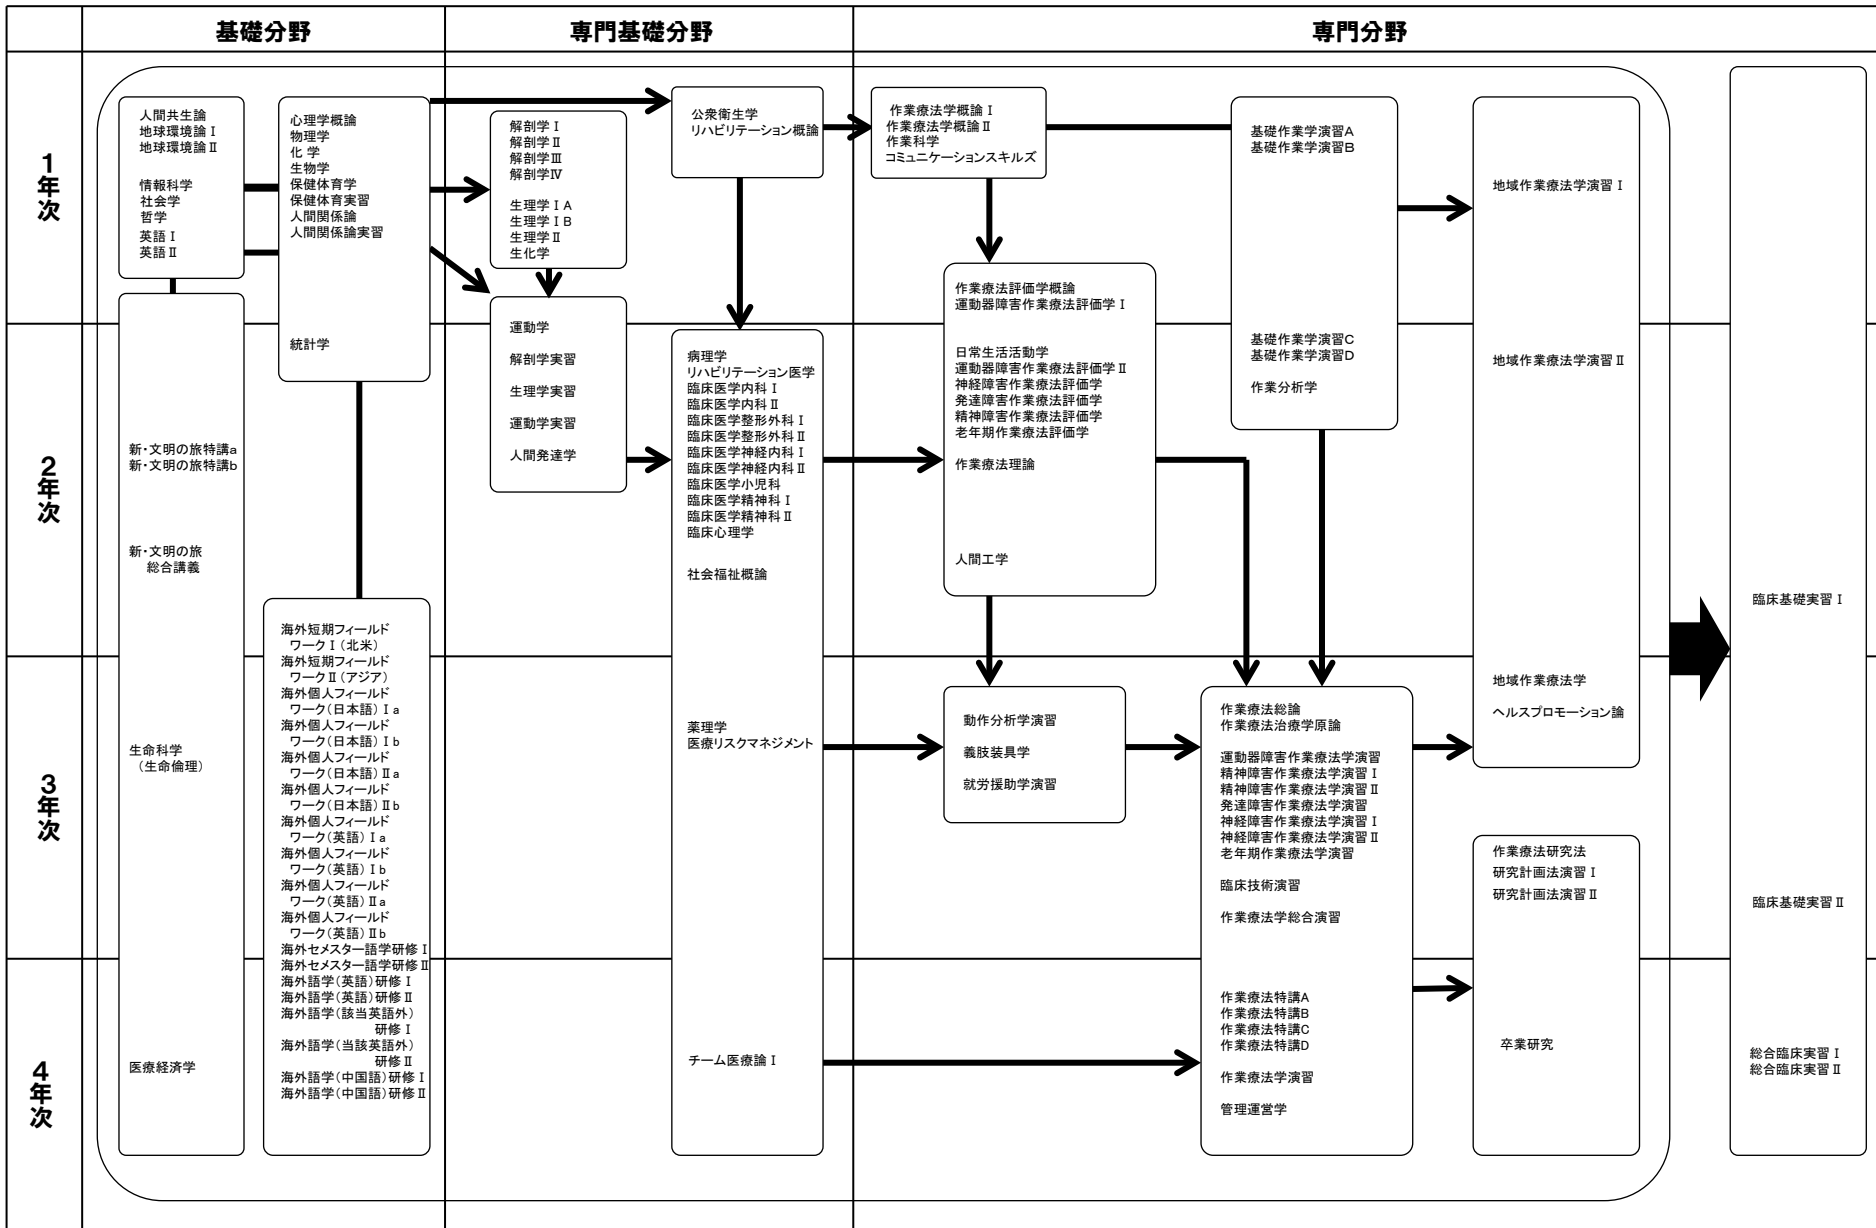 基礎分野
専門基礎分野
専門分野
1年次
2年次
3年次
4年次
人間共生論
地球環境論Ⅰ
地球環境論Ⅱ
情報科学
社会学
哲学
英語Ⅰ
英語Ⅱ
新・文明の旅特講a
新・文明の旅特講b
新・文明の旅
総合講義
生命科学
(生命倫理)
医療経済学
心理学概論
物理学
化 学
生物学
保健体育学
保健体育実習
人間関係論
人間関係論実習
統計学
海外短期フィールド
ワークⅠ(北米)
海外短期フィールド
ワークⅡ(アジア)
海外個人フィールド
ワーク(日本語)Ⅰa
海外個人フィールド
ワーク(日本語)Ⅰb
海外個人フィールド
ワーク(日本語)Ⅱa
海外個人フィールド
ワーク(日本語)Ⅱb
海外個人フィールド
ワーク(英語)Ⅰa
海外個人フィールド
ワーク(英語)Ⅰb
海外個人フィールド
ワーク(英語)Ⅱa
海外個人フィールド
ワーク(英語)Ⅱb
海外セメスター語学研修Ⅰ
海外セメスター語学研修Ⅱ
海外語学(英語)研修Ⅰ
海外語学(英語)研修Ⅱ
海外語学(該当英語外)
研修Ⅰ
海外語学(当該英語外)
研修Ⅱ
海外語学(中国語)研修Ⅰ
海外語学(中国語)研修Ⅱ
解剖学Ⅰ
解剖学Ⅱ
解剖学Ⅲ
解剖学Ⅳ
生理学ⅠA
生理学ⅠB
生理学Ⅱ
生化学
運動学
解剖学実習
生理学実習
運動学実習
人間発達学
公衆衛生学
リハビリテーション概論
病理学
リハビリテーション医学
臨床医学内科Ⅰ
臨床医学内科Ⅱ
臨床医学整形外科Ⅰ
臨床医学整形外科Ⅱ
臨床医学神経内科Ⅰ
臨床医学神経内科Ⅱ
臨床医学小児科
臨床医学精神科Ⅰ
臨床医学精神科Ⅱ
臨床心理学
社会福祉概論
薬理学
医療リスクマネジメント
チーム医療論Ⅰ
作業療法学概論Ⅰ
作業療法学概論Ⅱ
作業科学
コミュニケーションスキルズ
作業療法評価学概論
運動器障害作業療法評価学Ⅰ
日常生活活動学
運動器障害作業療法評価学Ⅱ
神経障害作業療法評価学
発達障害作業療法評価学
精神障害作業療法評価学
老年期作業療法評価学
作業療法理論
人間工学
動作分析学演習
義肢装具学
就労援助学演習
基礎作業学演習A
基礎作業学演習B
基礎作業学演習C
基礎作業学演習D
作業分析学
作業療法総論
作業療法治療学原論
運動器障害作業療法学演習
精神障害作業療法学演習Ⅰ
精神障害作業療法学演習Ⅱ
発達障害作業療法学演習
神経障害作業療法学演習Ⅰ
神経障害作業療法学演習Ⅱ
老年期作業療法学演習
臨床技術演習
作業療法学総合演習
作業療法特講A
作業療法特講B
作業療法特講C
作業療法特講D
作業療法学演習
管理運営学
地域作業療法学演習Ⅰ
地域作業療法学演習Ⅱ
地域作業療法学
ヘルスプロモーション論
作業療法研究法
研究計画法演習Ⅰ
研究計画法演習Ⅱ
卒業研究
臨床基礎実習Ⅰ
臨床基礎実習Ⅱ
総合臨床実習Ⅰ
総合臨床実習Ⅱ